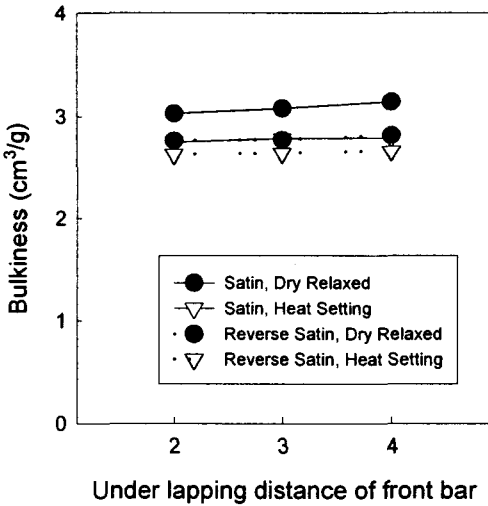 4
3
2
1
0
Bulkiness (cm³/g)
Satin, Dry Relaxed
Satin, Heat Setting
Reverse Satin, Dry Relaxed
Reverse Satin, Heat Setting
2 3 4
Under lapping distance of front bar